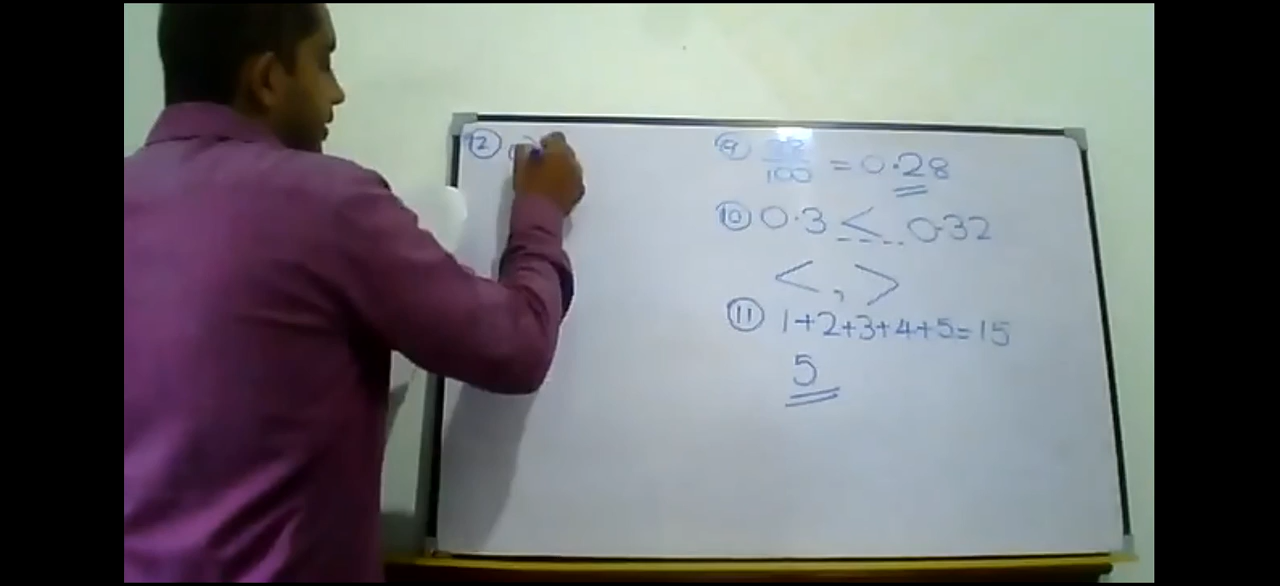 ⑫
⑨ 28/100 = 0.28
⑩ 0.3 < 0.32
< , >
⑪ 1+2+3+4+5=15
5